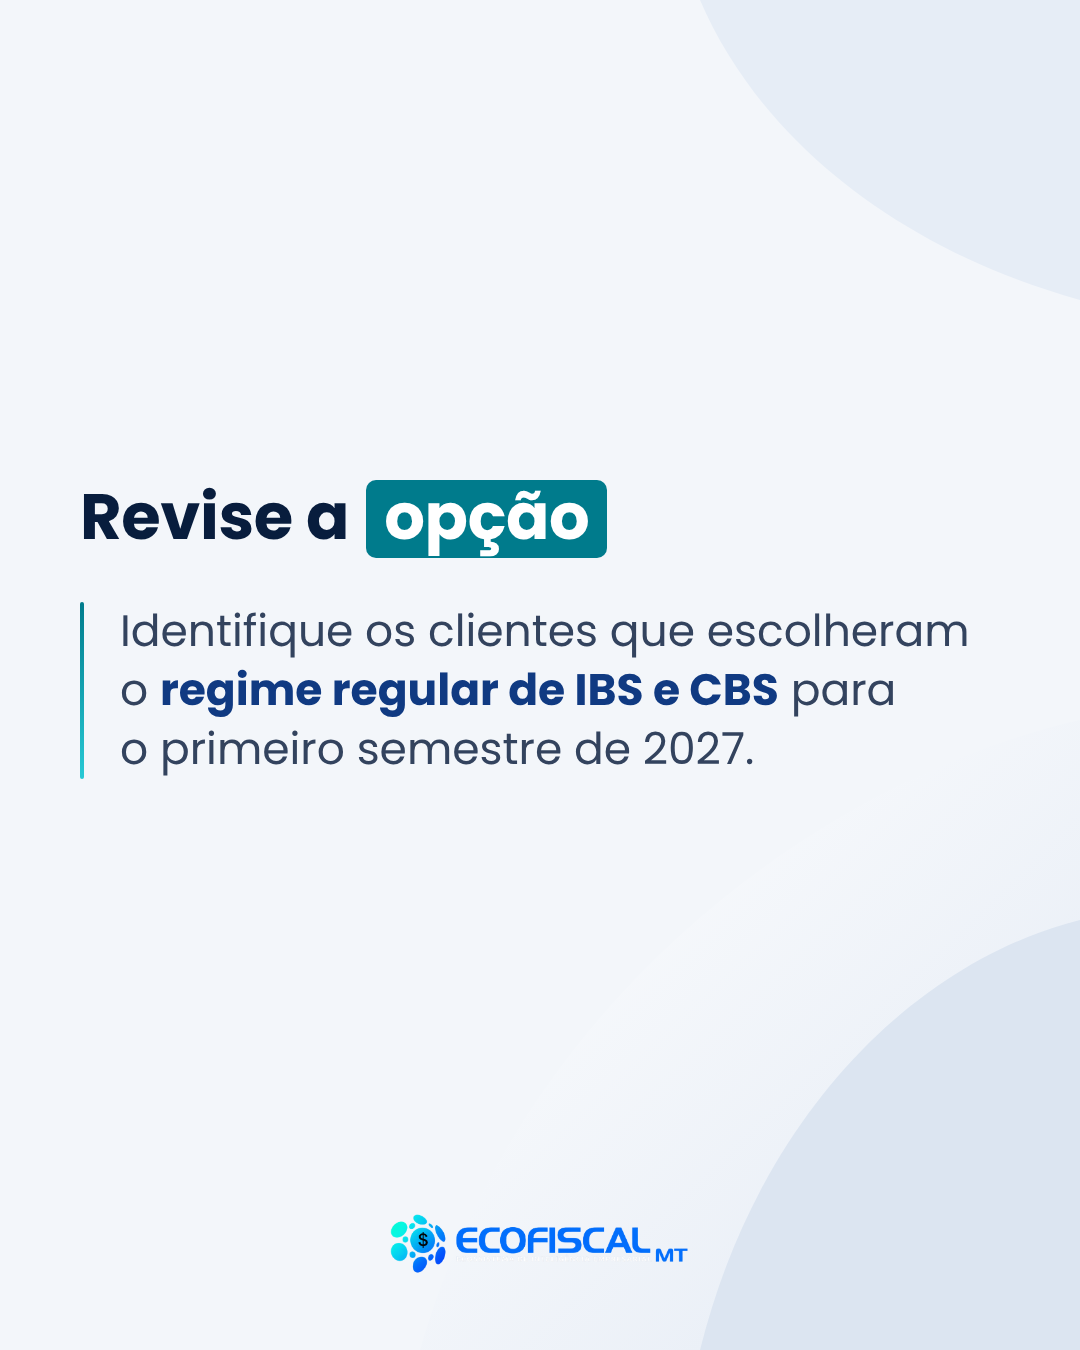 Revise a opção
Identifique os clientes que escolheram
o regime regular de IBS e CBS para
o primeiro semestre de 2027.
$
ECOFISCAL MT